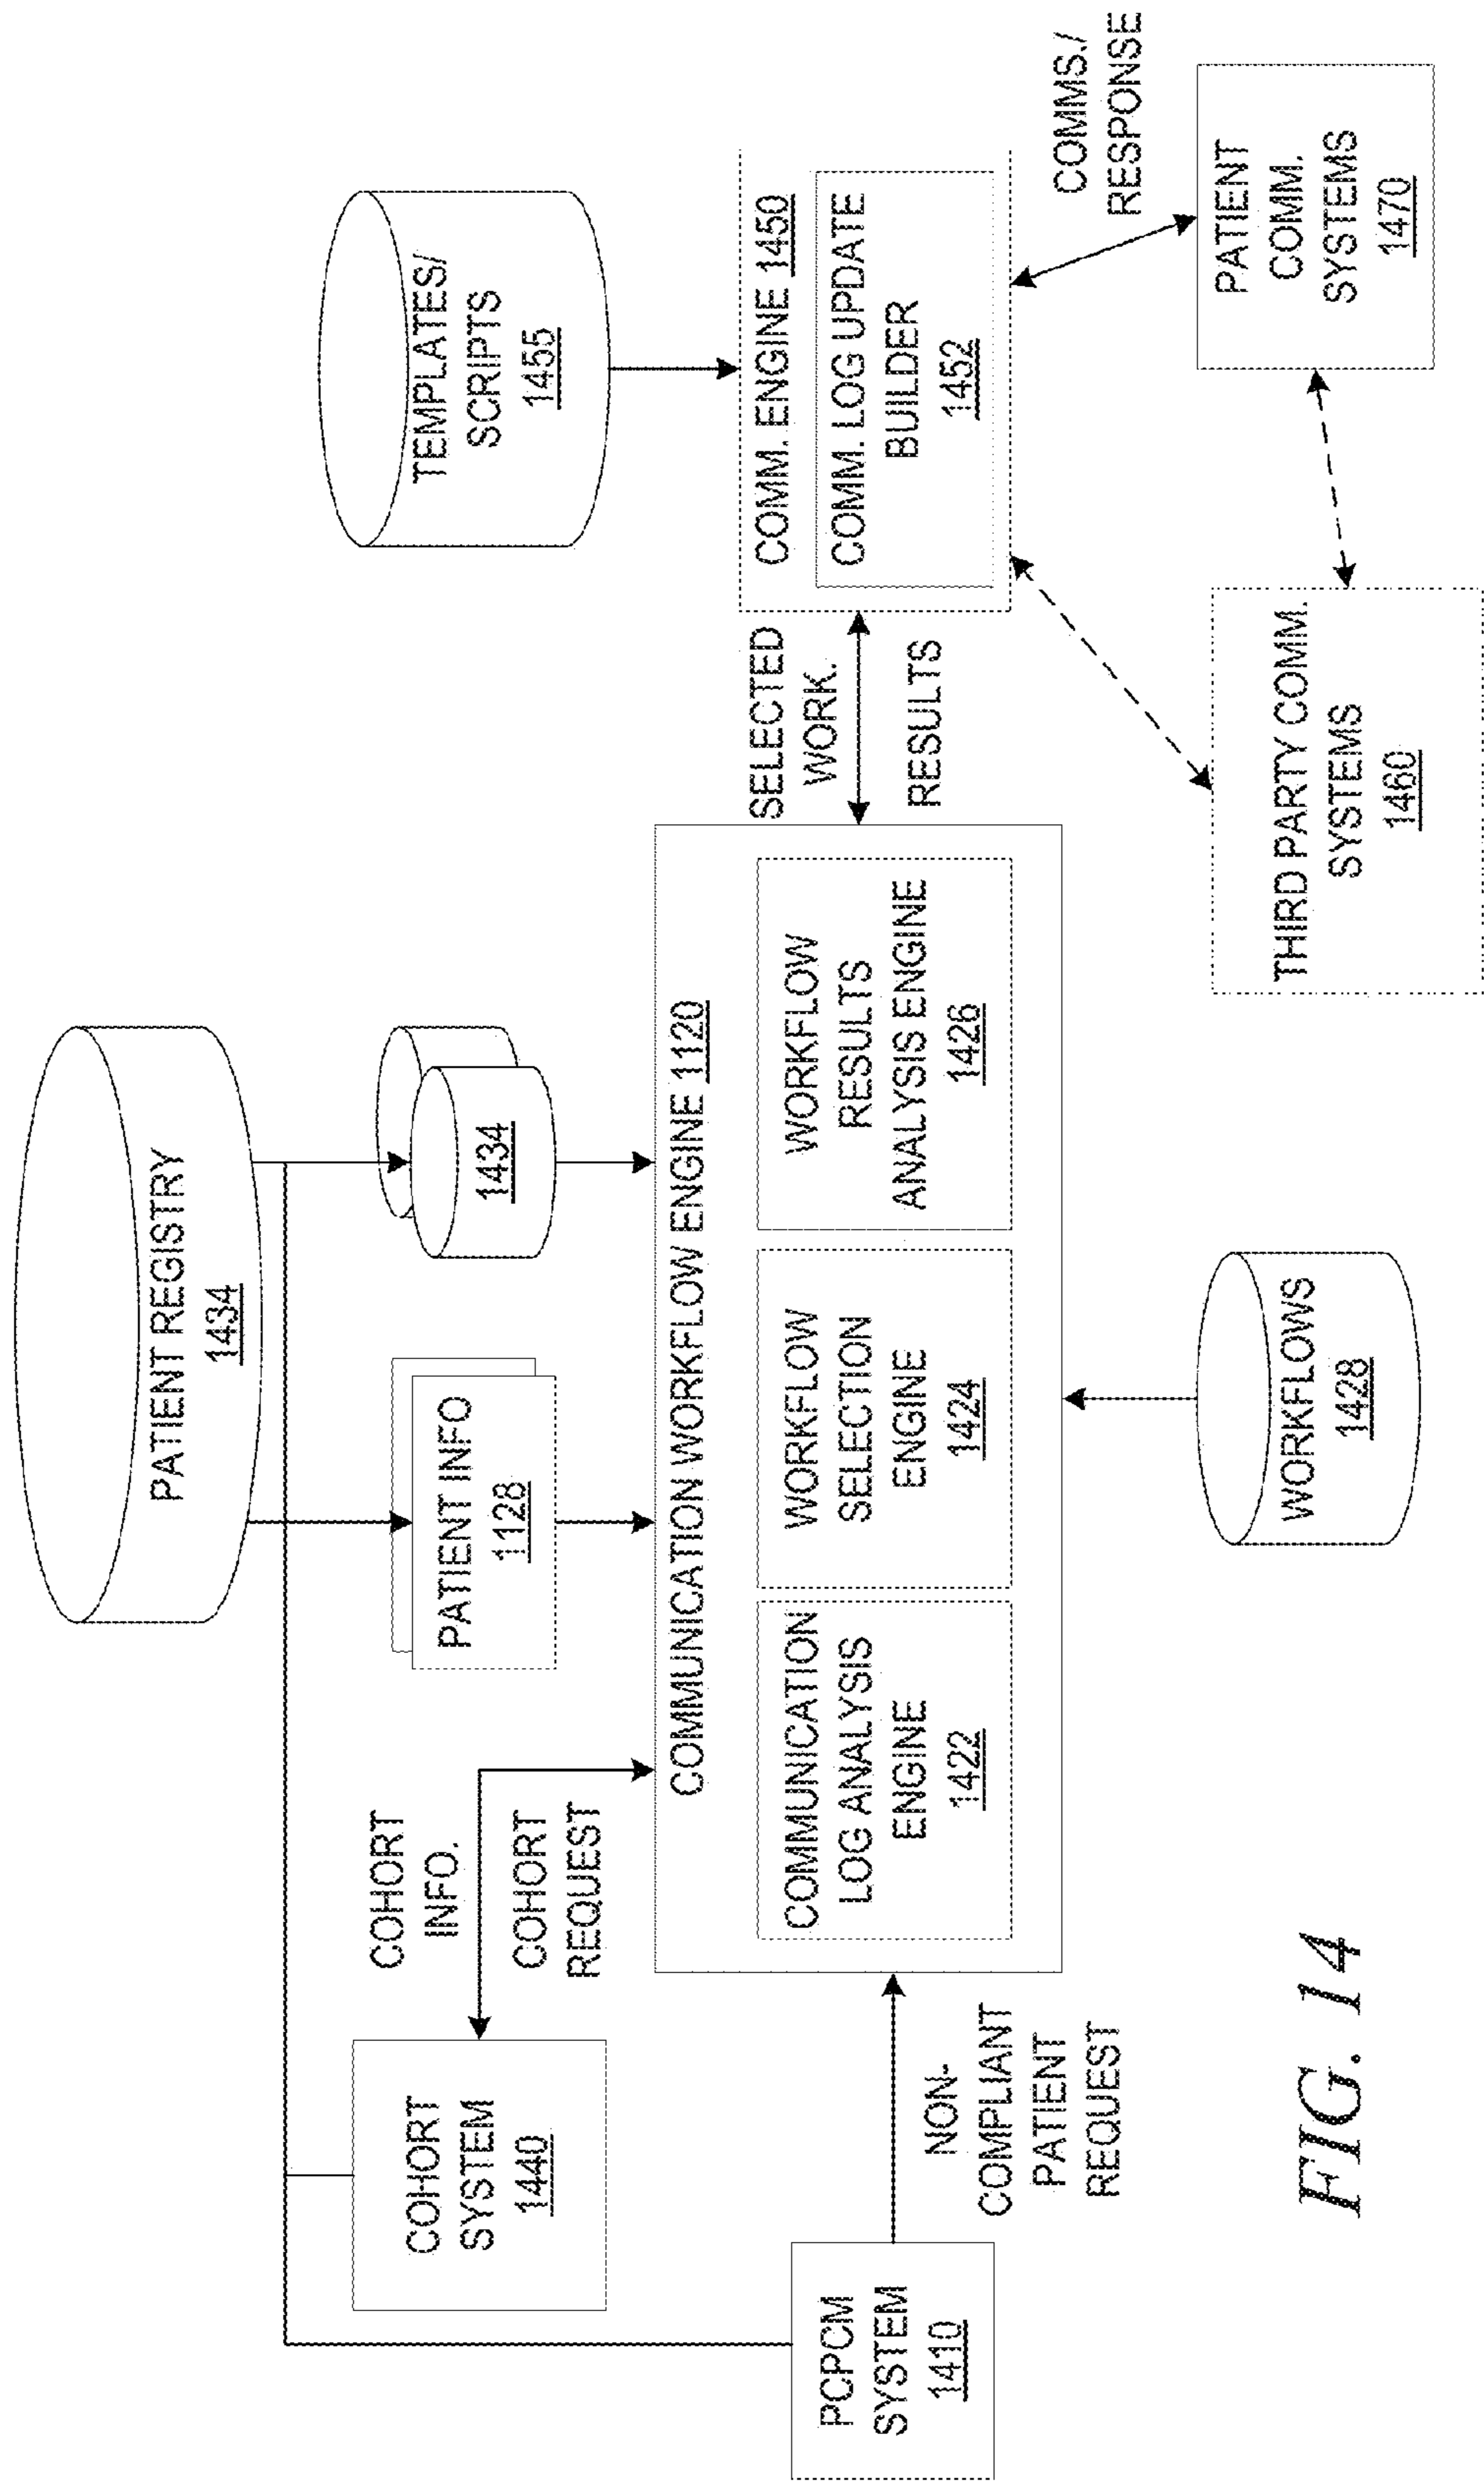 PATIENT REGISTRY
1434
COHORT
SYSTEM
1440
COHORT
INFO.
COHORT
REQUEST
PATIENT INFO
1128
1434
TEMPLATES/
SCRIPTS
1455
PCPCM
SYSTEM
1410
NON-
COMPLIANT
PATIENT
REQUEST
COMMUNICATION WORKFLOW ENGINE 1120
COMMUNICATION
LOG ANALYSIS
ENGINE
1422
WORKFLOW
SELECTION
ENGINE
1424
WORKFLOW
RESULTS
ANALYSIS ENGINE
1426
SELECTED
WORK.
RESULTS
COMM. ENGINE 1450
COMM. LOG UPDATE
BUILDER
1452
COMMS./
RESPONSE
WORKFLOWS
1428
THIRD PARTY COMM.
SYSTEMS
1460
PATIENT
COMM.
SYSTEMS
1470
FIG. 14